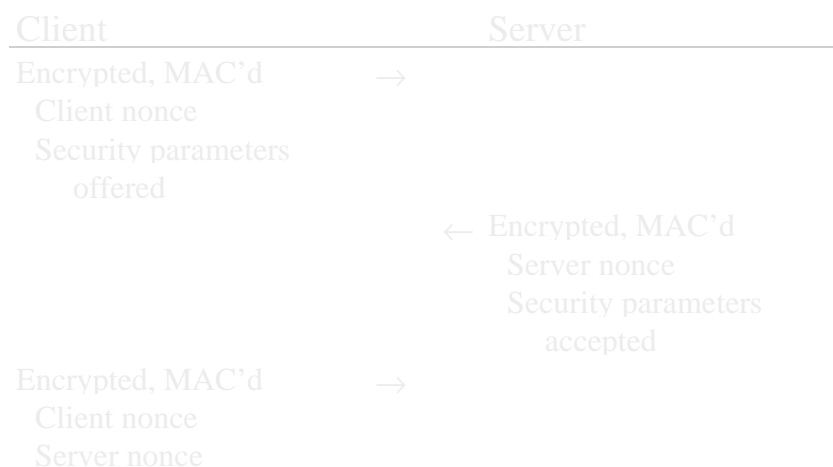 Client Server
Encrypted, MAC’d →
Client nonce
Security parameters
offered
← Encrypted, MAC’d
Server nonce
Security parameters
accepted
Encrypted, MAC’d →
Client nonce
Server nonce